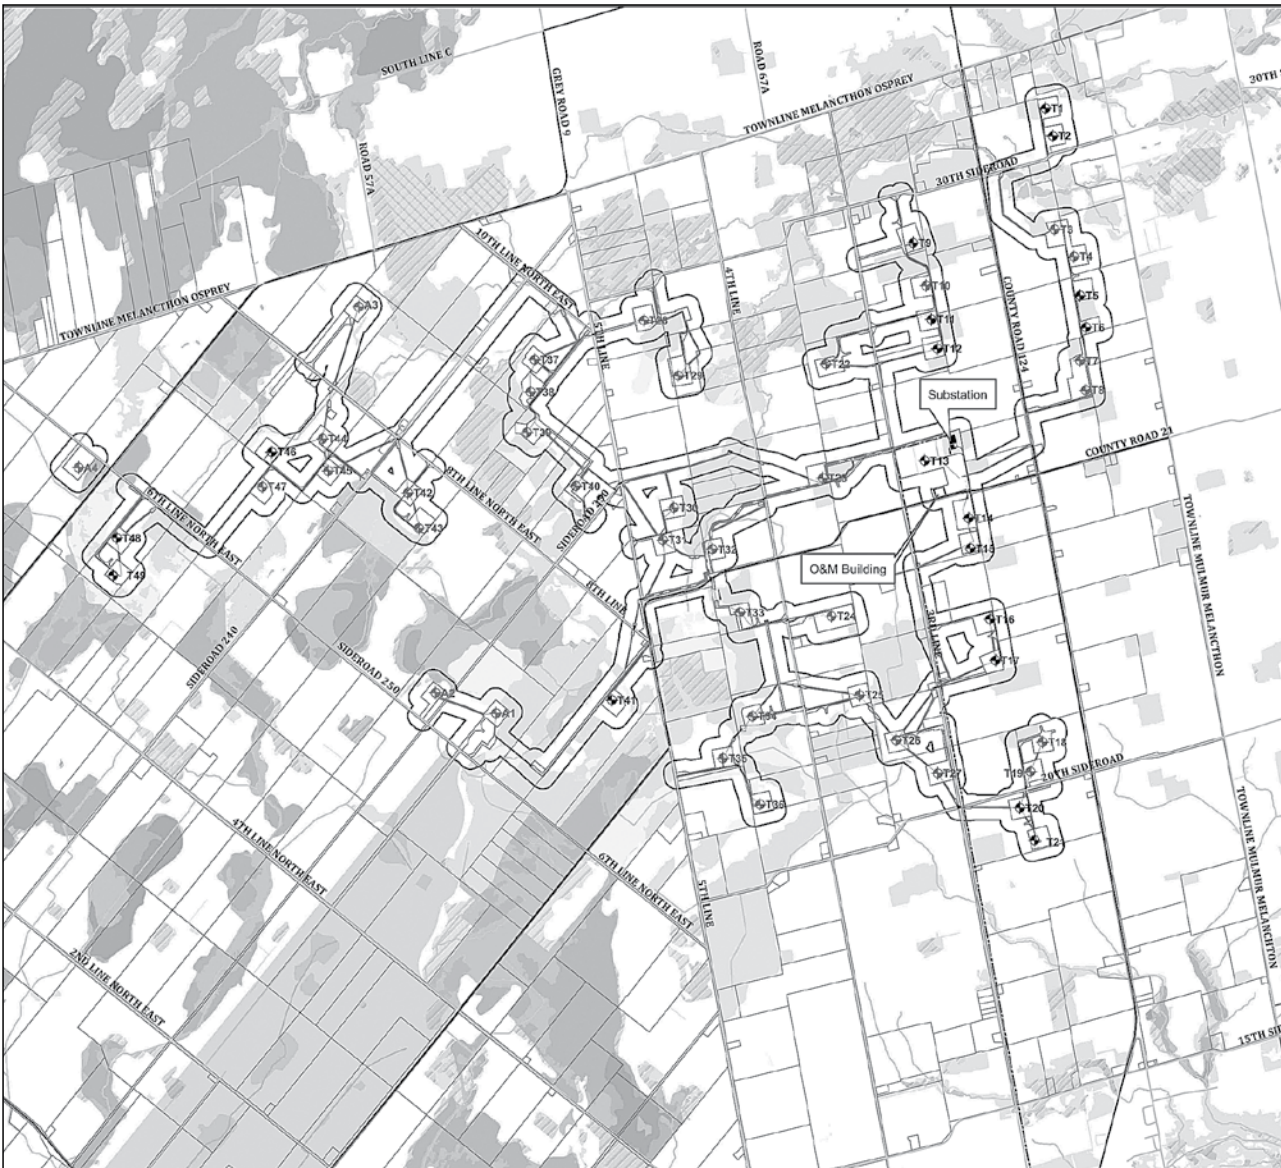 SOUTH LINE C
GREY ROAD 9
ROAD 67A
TOWNLINE MELANCTHON OSPREY
30TH
ROAD 57A
T1
T2
30TH SIDEROAD
10TH LINE NORTH EAST
T3
T9
T4
4TH LINE
COUNTY ROAD 124
T10
T5
A3
TOWNLINE MELANCTHON OSPREY
T28
5TH LINE
T11
T6
T12
T37
T22
T7
T29
T8
T38
Substation
T39
T44
COUNTY ROAD 21
T46
T13
A4
T45
8TH LINE NORTH EAST
T23
T47
T42
T40
6TH LINE NORTH EAST
SIDEROAD
T30
T14
T43
T48
T31
T32
T15
TOWNLINE MULMUR MELANCTHON
T49
O&M Building
8TH LINE
T33
T24
T16
3RD LINE
SIDEROAD 240
SIDEROAD 250
T17
A2
T41
T25
A1
T34
T26
T18
T35
T27
T19
20TH SIDEROAD
T36
T20
T2
4TH LINE NORTH EAST
6TH LINE NORTH EAST
5TH LINE
TOWNLINE MULMUR MELANCHTON
2ND LINE NORTH EAST
15TH SI